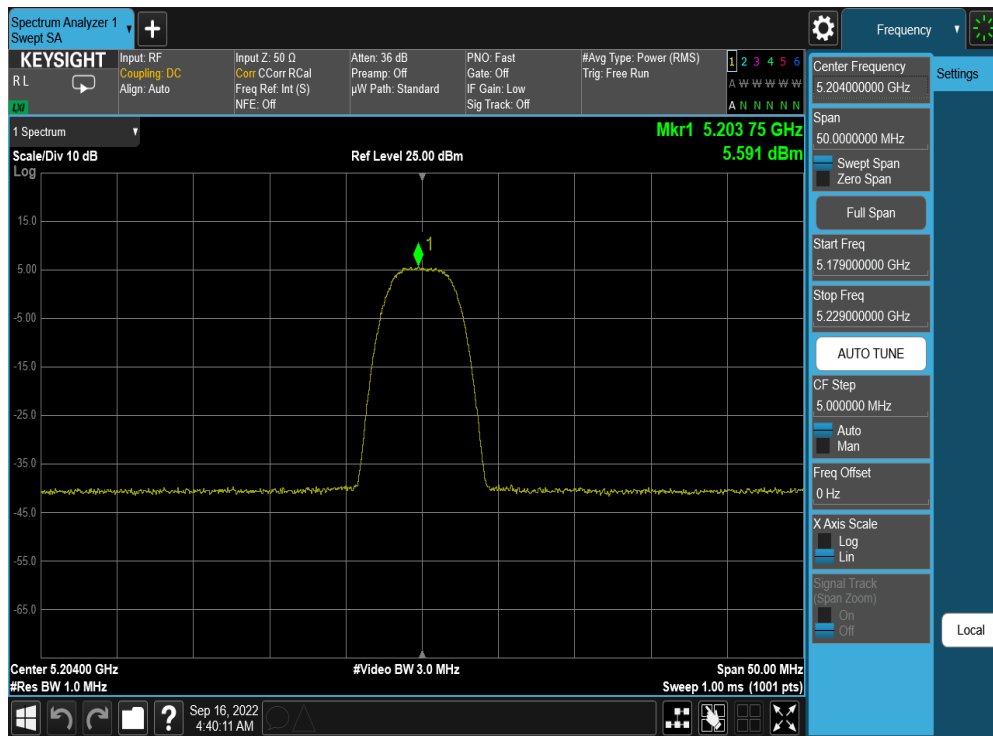 Spectrum Analyzer 1
Swept SA
+
Frequency
KEYSIGHT
R L
LXI
Input: RF
Coupling: DC
Align: Auto
Input Z: 50 Ω
Corr CCorr RCal
Freq Ref: Int (S)
NFE: Off
Atten: 36 dB
Preamp: Off
µW Path: Standard
PNO: Fast
Gate: Off
IF Gain: Low
Sig Track: Off
#Avg Type: Power (RMS)
Trig: Free Run
1 2 3 4 5 6
A W W W W W
A N N N N N
1 Spectrum
Scale/Div 10 dB
Log
Ref Level 25.00 dBm
Mkr1 5.203 75 GHz
5.591 dBm
1
15.0
5.00
-5.00
-15.0
-25.0
-35.0
-45.0
-55.0
-65.0
Center 5.20400 GHz
#Res BW 1.0 MHz
#Video BW 3.0 MHz
Span 50.00 MHz
Sweep 1.00 ms (1001 pts)
Center Frequency
5.204000000 GHz
Settings
Span
50.0000000 MHz
Swept Span
Zero Span
Full Span
Start Freq
5.179000000 GHz
Stop Freq
5.229000000 GHz
AUTO TUNE
CF Step
5.000000 MHz
Auto
Man
Freq Offset
0 Hz
X Axis Scale
Log
Lin
Signal Track
(Span Zoom)
On
Off
Local
?
Sep 16, 2022
4:40:11 AM